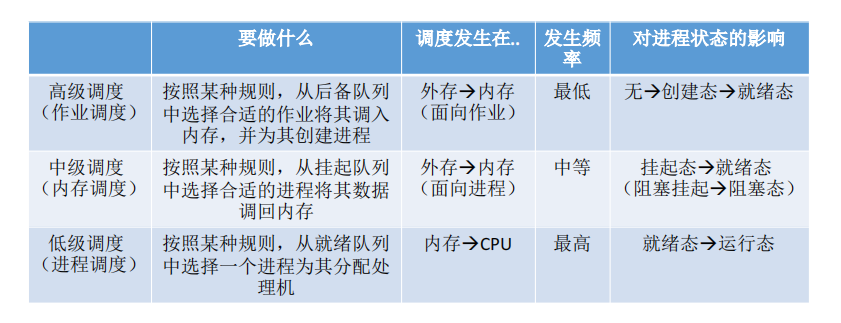 要做什么
调度发生在..
发生频
率
对进程状态的影响
高级调度
（作业调度）
按照某种规则，从后备队列
中选择合适的作业将其调入
内存，并为其创建进程
外存→内存
（面向作业）
最低
无→创建态→就绪态
中级调度
（内存调度）
按照某种规则，从挂起队列
中选择合适的进程将其数据
调回内存
外存→内存
（面向进程）
中等
挂起态→就绪态
（阻塞挂起→阻塞态）
低级调度
（进程调度）
按照某种规则，从就绪队列
中选择一个进程为其分配处
理机
内存→CPU
最高
就绪态→运行态